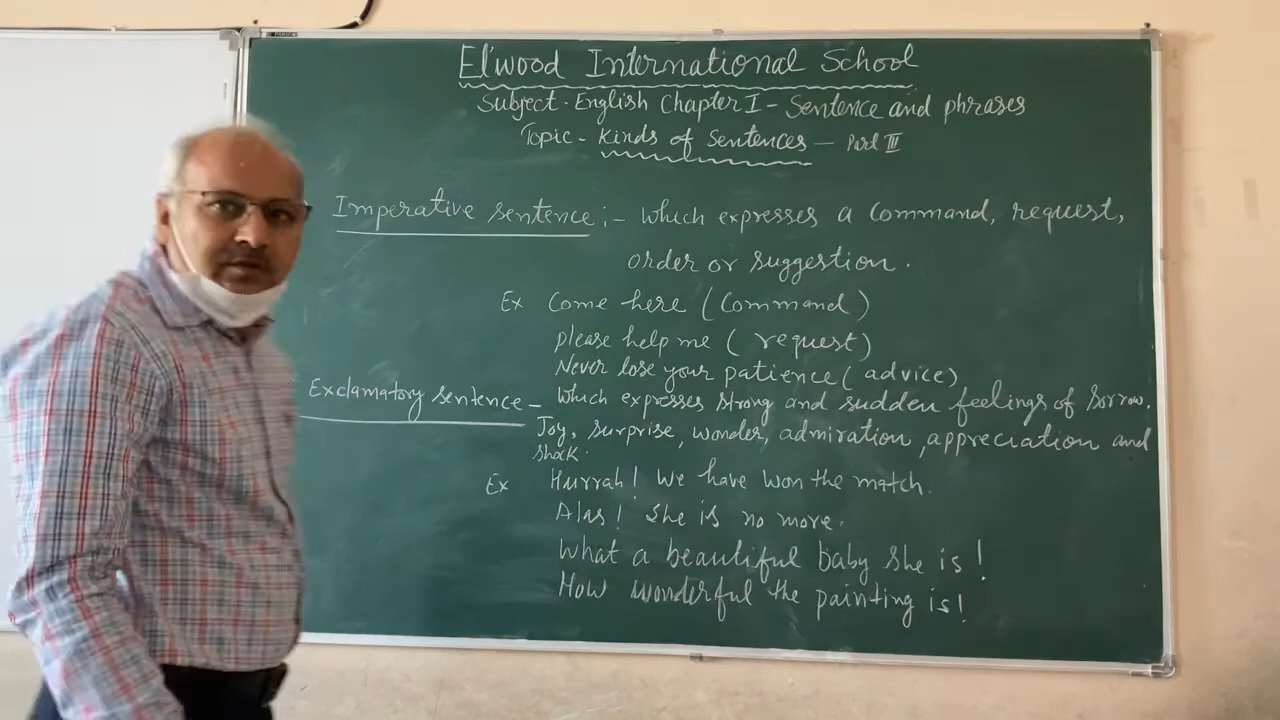 El'wood International School
Subject - English Chapter I - Sentence and phrases
Topic - Kinds of Sentences - Part III
Imperative sentence ;- Which expresses a command, request,
order or suggestion.
Ex Come here (Command)
please help me (request)
Never lose your patience (advice)
Exclamatory sentence - Which expresses strong and sudden feelings of sorrow,
Joy, surprise, wonder, admiration, appreciation and
shock.
Ex Hurrah! We have won the match.
Alas! She is no more.
What a beautiful baby she is!
How wonderful the painting is!